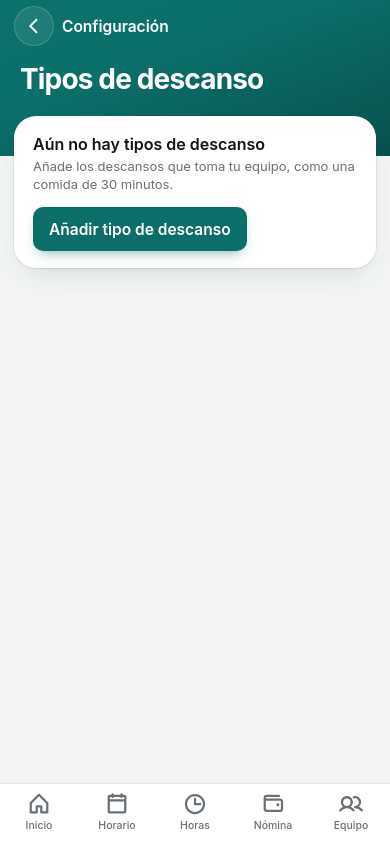 Configuración
Tipos de descanso
Aún no hay tipos de descanso
Añade los descansos que toma tu equipo, como una
comida de 30 minutos.
Añadir tipo de descanso
Inicio
Horario
Horas
Nómina
Equipo